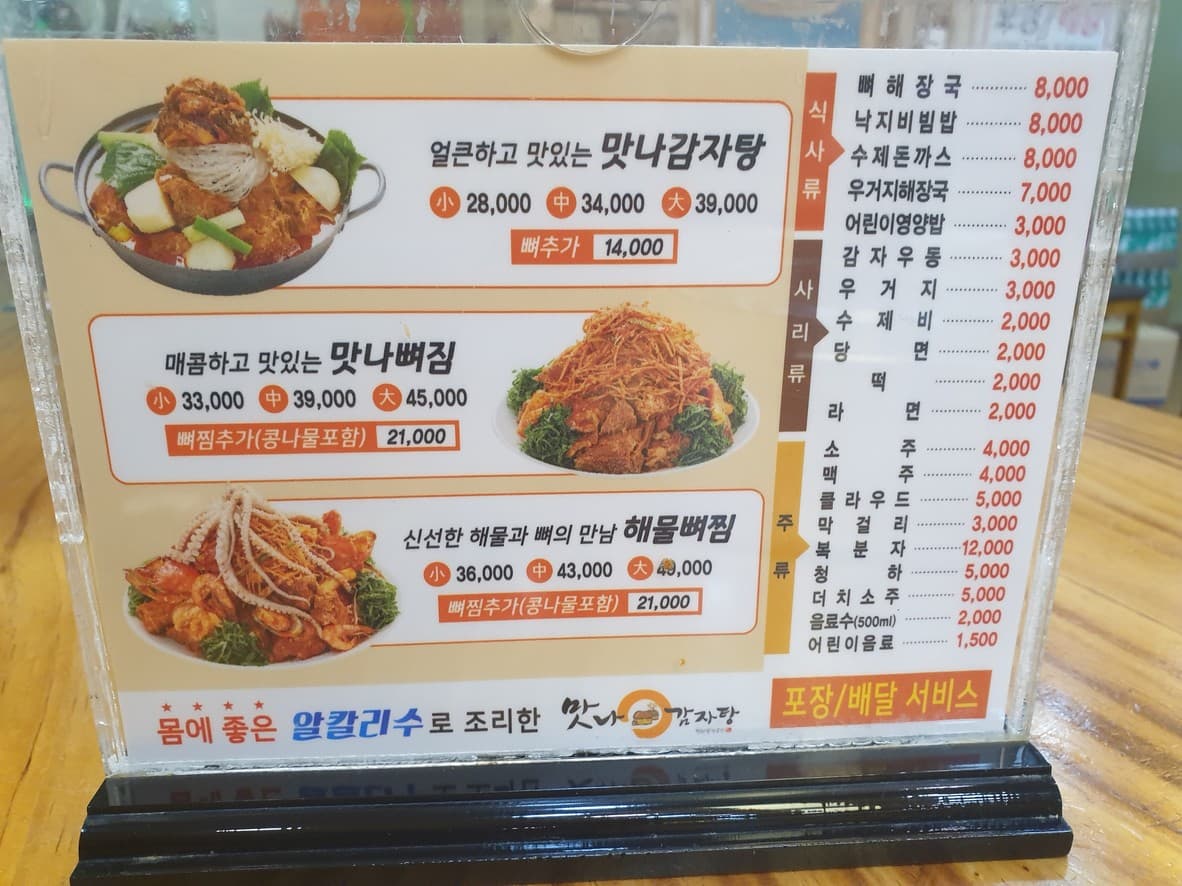 얼큰하고 맛있는 맛나감자탕
小 28,000 中 34,000 大 39,000
뼈추가 14,000
매콤하고 맛있는 맛나뼈찜
小 33,000 中 39,000 大 45,000
뼈찜추가(콩나물포함) 21,000
신선한 해물과 뼈의 만남 해물뼈찜
小 36,000 中 43,000 大 49,000
뼈찜추가(콩나물포함) 21,000
몸에 좋은 알칼리수로 조리한 맛나감자탕
식사류
뼈해장국 8,000
낙지비빔밥 8,000
수제돈까스 8,000
우거지해장국 7,000
어린이영양밥 3,000
사리류
감자우동 3,000
우거지 3,000
수제비 2,000
당면 2,000
떡 2,000
라면 2,000
주류
소주 4,000
맥주 4,000
클라우드 5,000
막걸리 3,000
복분자 12,000
청하 5,000
더치소주 5,000
음료수(500ml) 2,000
어린이음료 1,500
포장/배달 서비스